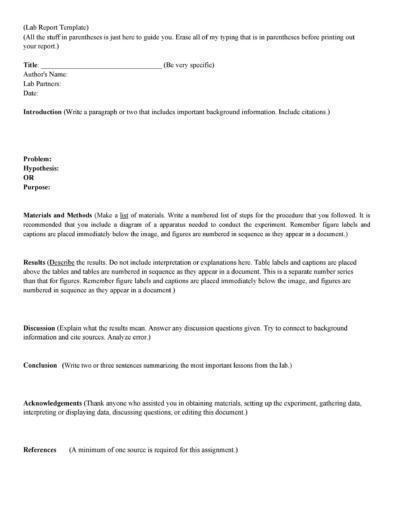 (Lab Report Template)
(All the stuff in parentheses is just here to guide you. Erase all of my typing that is in parentheses before printing out
your report.)
Title: ___________________________________ (Be very specific)
Author's Name:
Lab Partners:
Date:
Introduction (Write a paragraph or two that includes important background information. Include citations.)
Problem:
Hypothesis:
OR
Purpose:
Materials and Methods (Make a list of materials. Write a numbered list of steps for the procedure that you followed. It is
recommended that you include a diagram of a apparatus needed to conduct the experiment. Remember figure labels and
captions are placed immediately below the image, and figures are numbered in sequence as they appear in a document.)
Results (Describe the results. Do not include interpretation or explanations here. Table labels and captions are placed
above the tables and tables are numbered in sequence as they appear in a document. This is a separate number series
than that for figures. Remember figure labels and captions are placed immediately below the image, and figures are
numbered in sequence as they appear in a document.)
Discussion (Explain what the results mean. Answer any discussion questions given. Try to connect to background
information and cite sources. Analyze error.)
Conclusion (Write two or three sentences summarizing the most important lessons from the lab.)
Acknowledgements (Thank anyone who assisted you in obtaining materials, setting up the experiment, gathering data,
interpreting or displaying data, discussing questions, or editing this document.)
References (A minimum of one source is required for this assignment.)